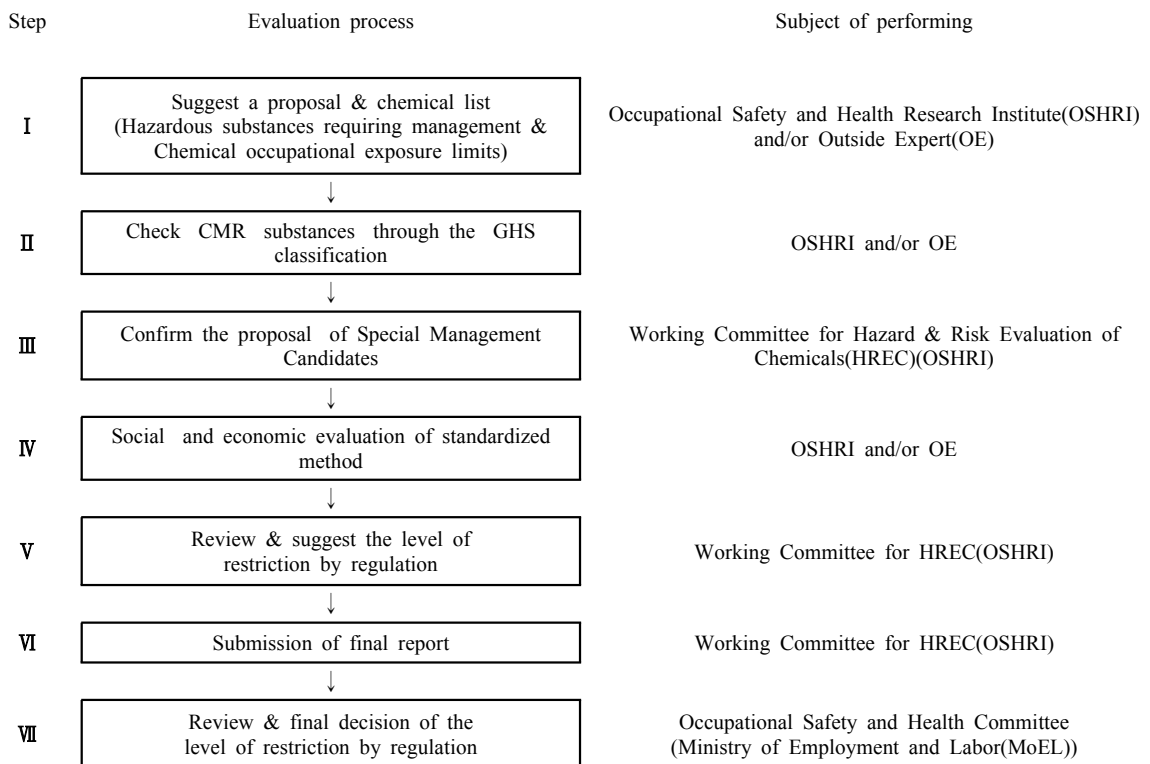 Step Evaluation process Subject of performing
Ⅰ
Suggest a proposal & chemical list
(Hazardous substances requiring management &
Chemical occupational exposure limits)
Occupational Safety and Health Research Institute(OSHRI)
and/or Outside Expert(OE)
↓
Ⅱ
Check CMR substances through the GHS
classification
OSHRI and/or OE
↓
Ⅲ
Confirm the proposal of Special Management
Candidates
Working Committee for Hazard & Risk Evaluation of
Chemicals(HREC)(OSHRI)
↓
Ⅳ
Social and economic evaluation of standardized
method
OSHRI and/or OE
↓
Ⅴ
Review & suggest the level of
restriction by regulation
Working Committee for HREC(OSHRI)
↓
Ⅵ
Submission of final report
Working Committee for HREC(OSHRI)
↓
Ⅶ
Review & final decision of the
level of restriction by regulation
Occupational Safety and Health Committee
(Ministry of Employment and Labor(MoEL))